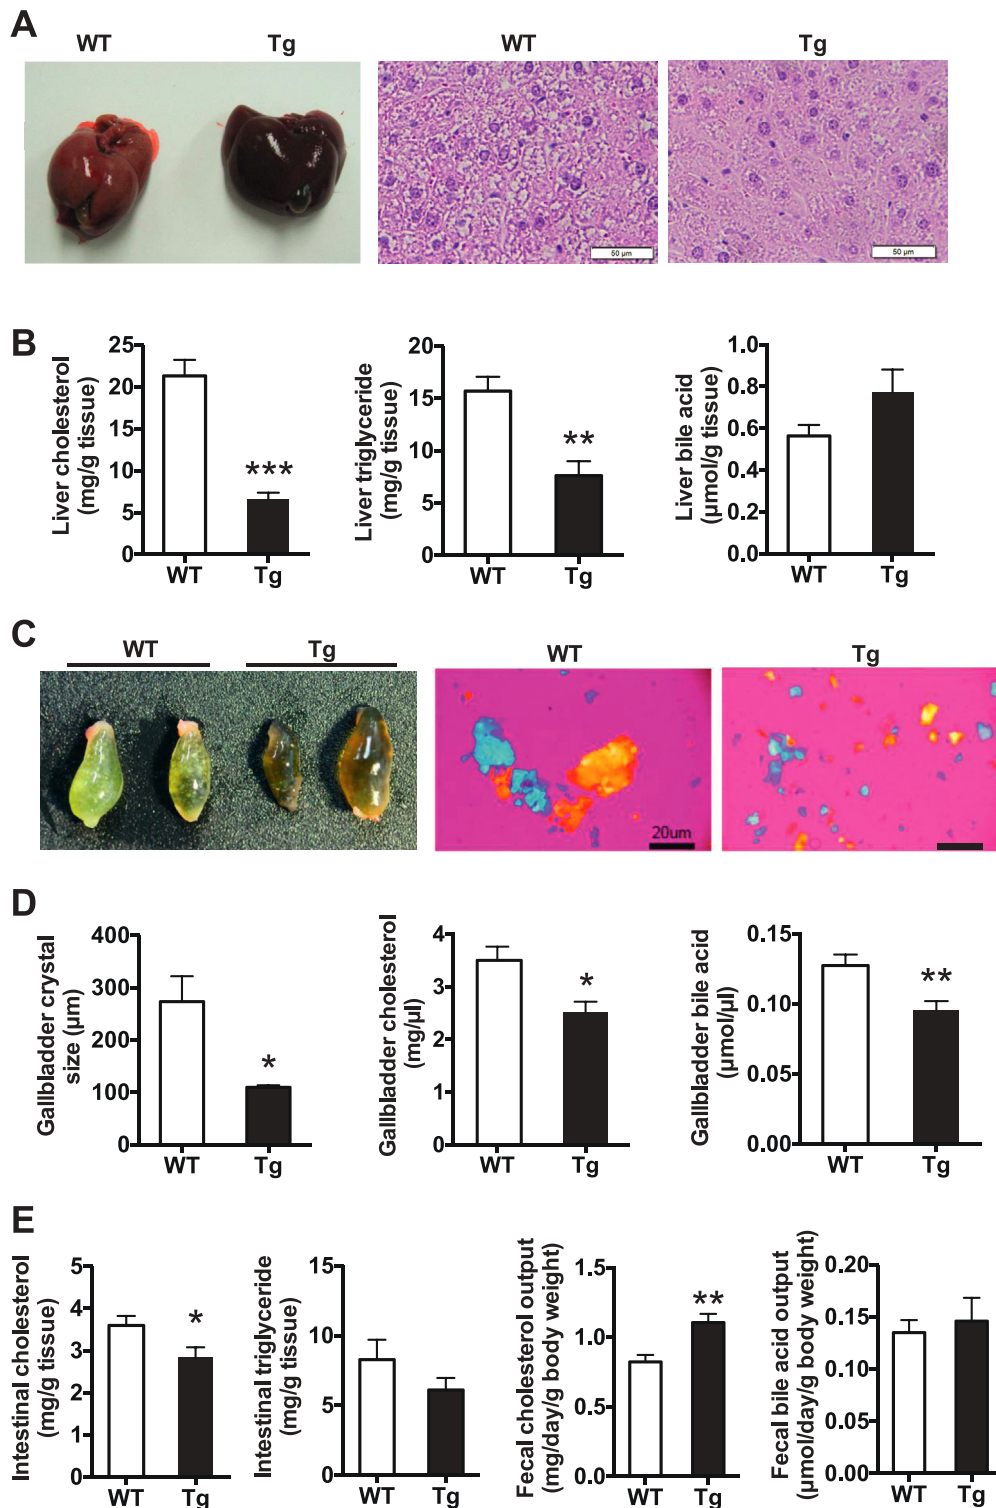 A
WT Tg WT Tg
50 µm 50 µm
B
Liver cholesterol
(mg/g tissue)
25
20
15
10
5
0
***
WT Tg
Liver triglyceride
(mg/g tissue)
20
15
10
5
0
**
WT Tg
Liver bile acid
(µmol/g tissue)
1.0
0.8
0.6
0.4
0.2
0.0
WT Tg
C
WT Tg WT Tg
20um
D
Gallbladder crystal
size (µm)
400
300
200
100
0
*
WT Tg
Gallbladder cholesterol
(mg/µl)
4
3
2
1
0
*
WT Tg
Gallbladder bile acid
(µmol/µl)
0.15
0.10
0.05
0.00
**
WT Tg
E
Intestinal cholesterol
(mg/g tissue)
5
4
3
2
1
0
*
WT Tg
Intestinal triglyceride
(mg/g tissue)
15
10
5
0
WT Tg
Fecal cholesterol output
(mg/day/g body weight)
1.5
1.0
0.5
0.0
**
WT Tg
Fecal bile acid output
(µmol/day/g body weight)
0.20
0.15
0.10
0.05
0.00
WT Tg